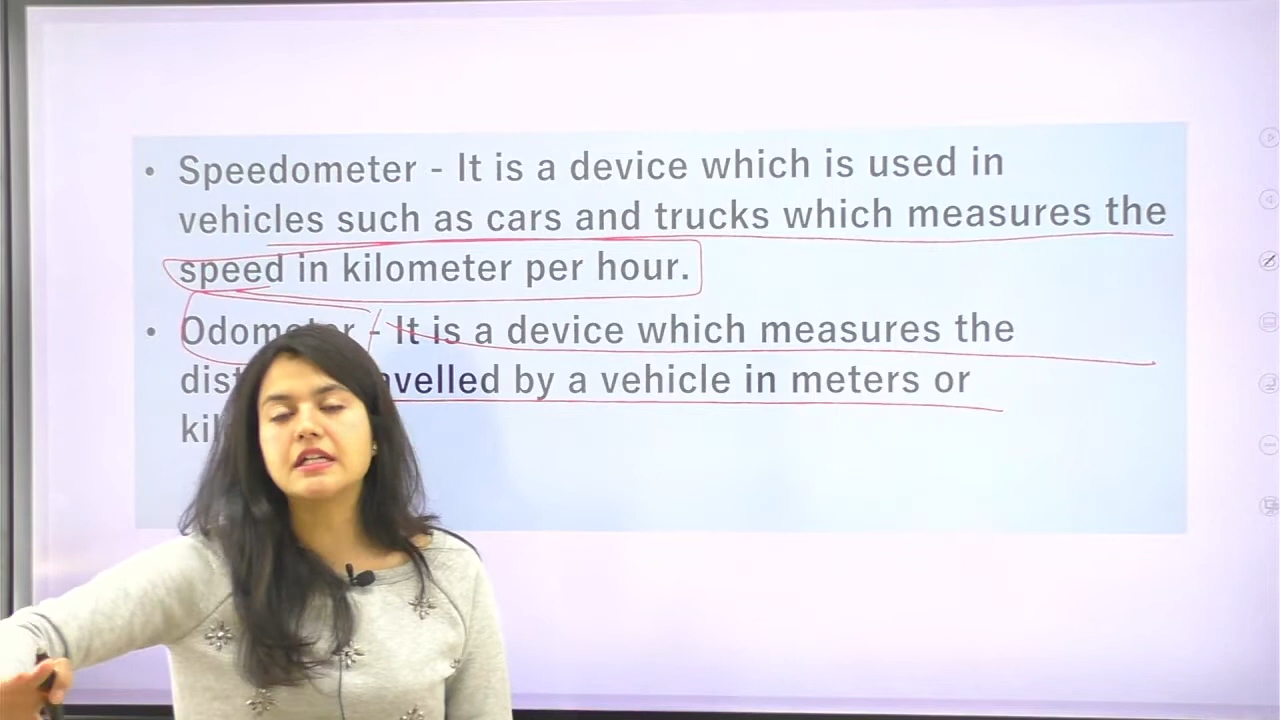 • Speedometer - It is a device which is used in
vehicles such as cars and trucks which measures the
speed in kilometer per hour.
• Odometer - It is a device which measures the
by a vehicle in meters or